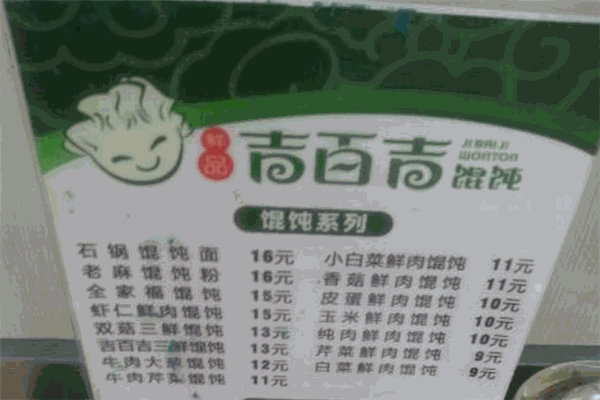 鲜品
吉百吉
JI BAI JI
WONTON
馄饨
馄饨系列
石锅馄饨面 16元
老麻馄饨粉 16元
全家福馄饨 15元
虾仁鲜肉馄饨 15元
双菇三鲜馄饨 13元
吉百吉三鲜馄饨 13元
牛肉大葱馄饨 12元
牛肉芹菜馄饨 11元
小白菜鲜肉馄饨 11元
香菇鲜肉馄饨 11元
皮蛋鲜肉馄饨 10元
玉米鲜肉馄饨 10元
纯肉鲜肉馄饨 10元
芹菜鲜肉馄饨 9元
白菜鲜肉馄饨 9元